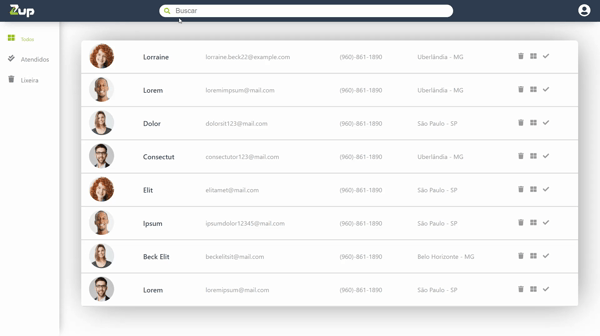 Zup
Buscar
Todos
Atendidos
Lixeira
Lorraine lorraine.beck22@example.com (960)-861-1890 Uberlândia - MG
Lorem loremimpsum@mail.com (960)-861-1890 Uberlândia - MG
Dolor dolorsit123@mail.com (960)-861-1890 São Paulo - SP
Consectut consectutor123@mail.com (960)-861-1890 Uberlândia - MG
Elit elitamet@mail.com (960)-861-1890 São Paulo - SP
Ipsum ipsumdolor12345@mail.com (960)-861-1890 São Paulo - SP
Beck Elit beckelitsit@mail.com (960)-861-1890 Belo Horizonte - MG
Lorem loremipsum@mail.com (960)-861-1890 São Paulo - SP